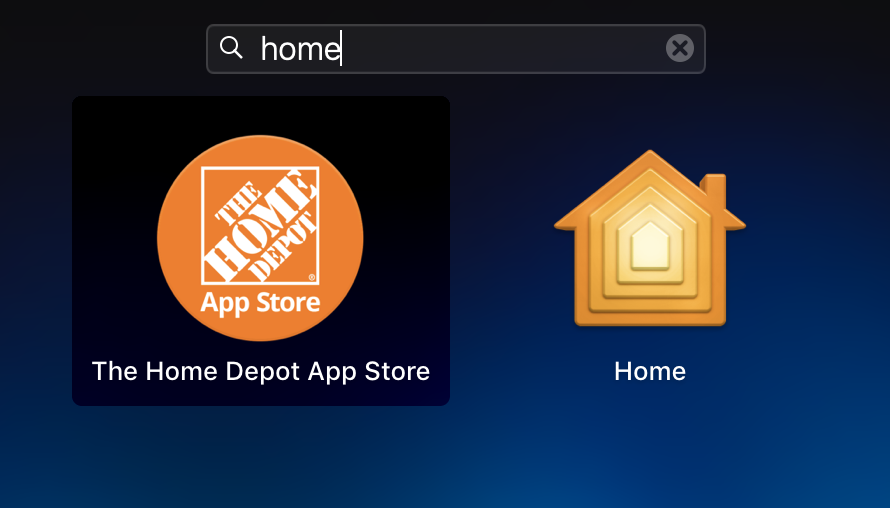 home
THE
HOME
DEPOT
®
App Store
The Home Depot App Store
Home